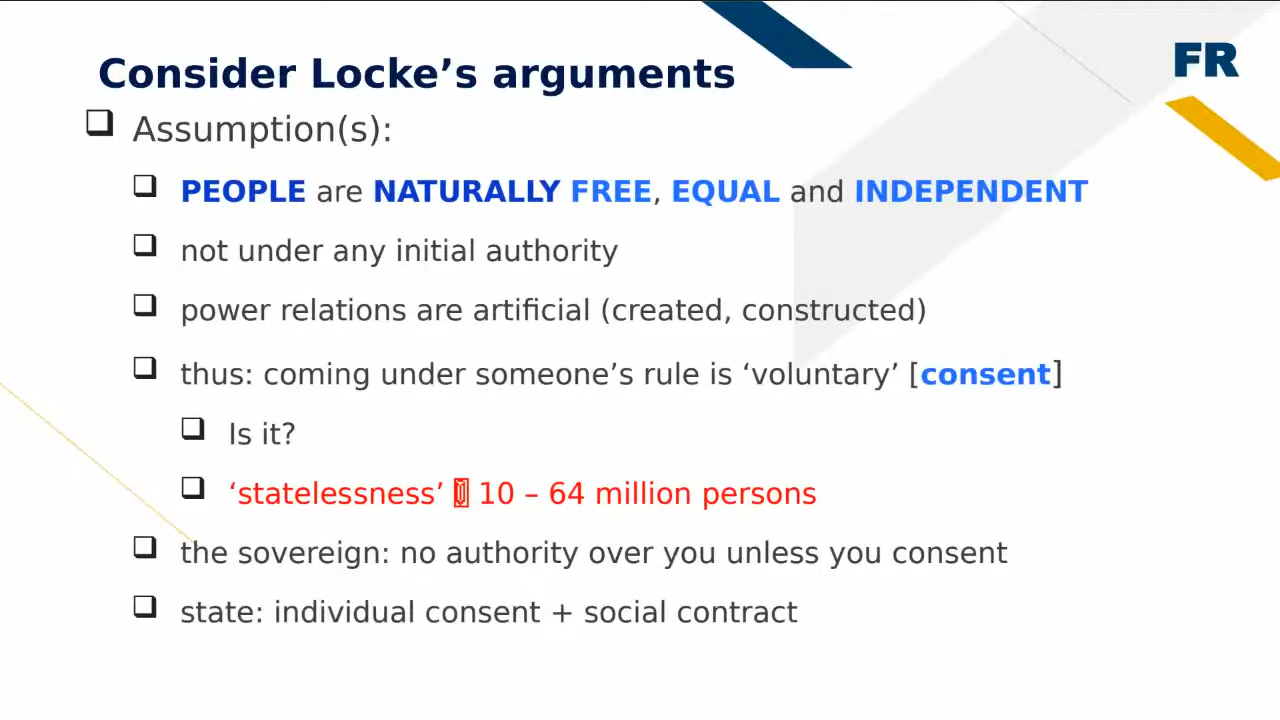 FR
Consider Locke’s arguments
❑ Assumption(s):
❑ PEOPLE are NATURALLY FREE, EQUAL and INDEPENDENT
❑ not under any initial authority
❑ power relations are artificial (created, constructed)
❑ thus: coming under someone’s rule is ‘voluntary’ [consent]
❑ Is it?
❑ ‘statelessness’ 10 – 64 million persons
❑ the sovereign: no authority over you unless you consent
❑ state: individual consent + social contract